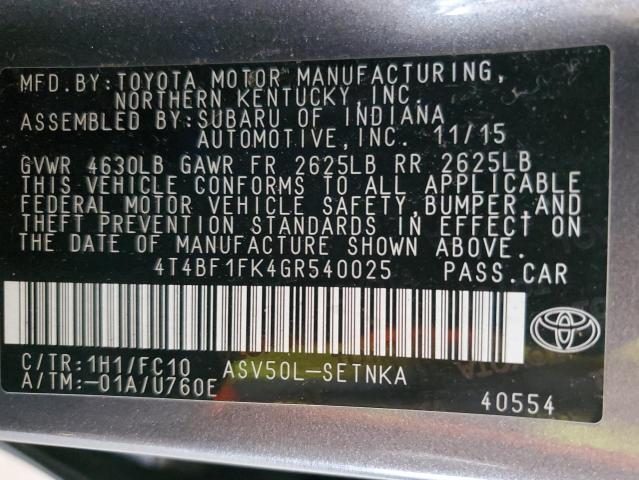 MFD.BY:TOYOTA MOTOR MANUFACTURING,
NORTHERN KENTUCKY,INC.
ASSEMBLED BY:SUBARU OF INDIANA
AUTOMOTIVE,INC. 11/15
GVWR 4630LB GAWR FR 2625LB RR 2625LB
THIS VEHICLE CONFORMS TO ALL APPLICABLE
FEDERAL MOTOR VEHICLE SAFETY,BUMPER,AND
THEFT PREVENTION STANDARDS IN EFFECT ON
THE DATE OF MANUFACTURE SHOWN ABOVE.
4T4BF1FK4GR540025 PASS.CAR
C/TR:1H1/FC10 ASV50L-SETNKA
A/TM:-01A/U760E
40554